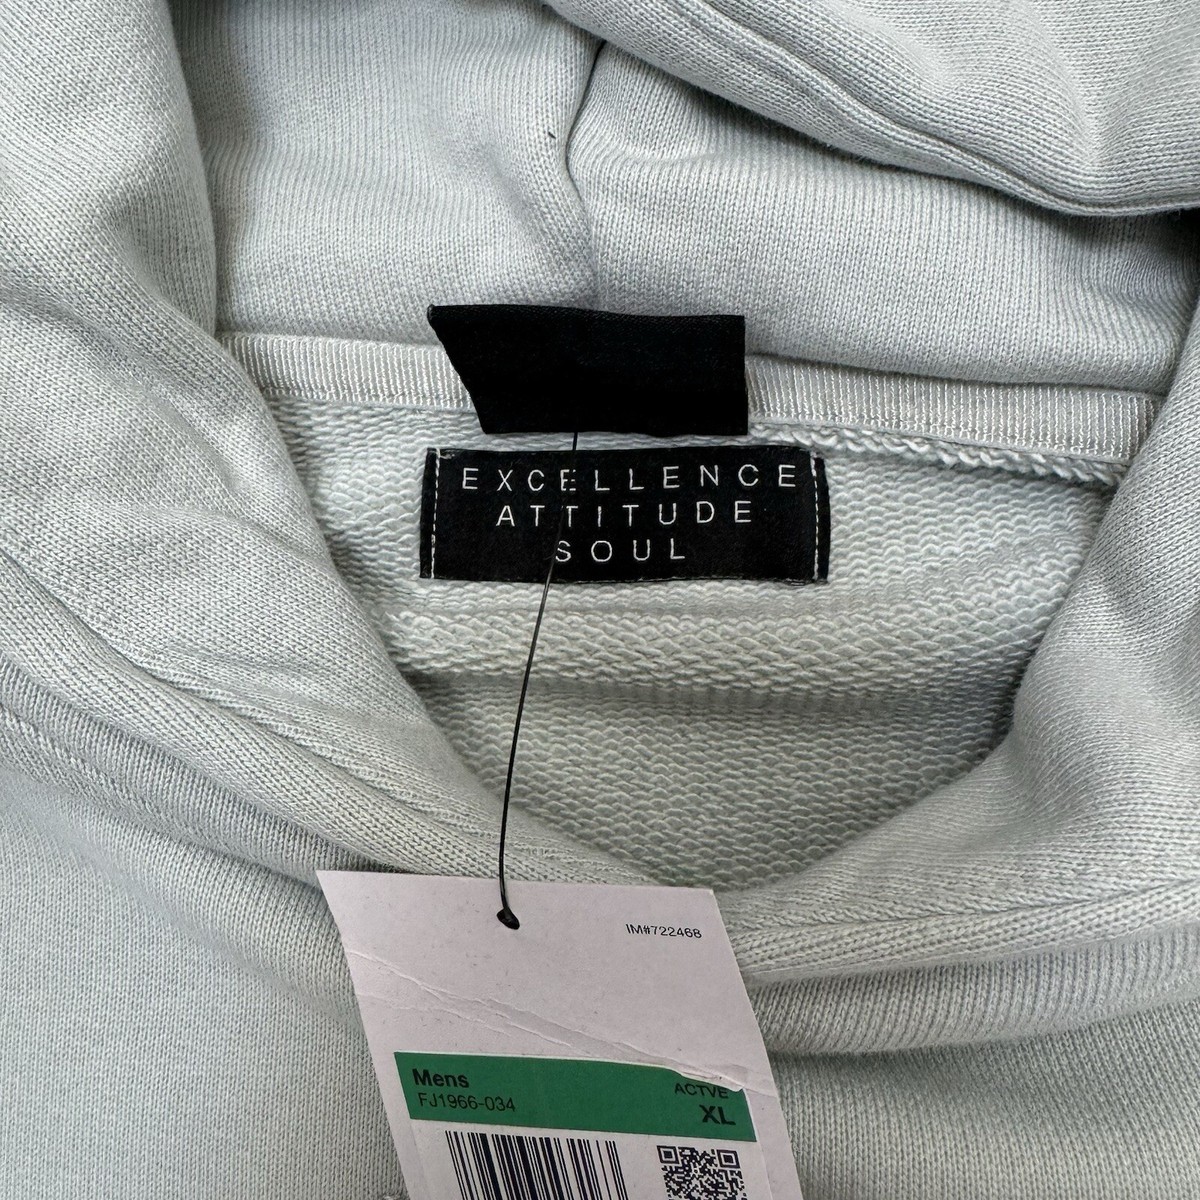 EXCELLENCE
ATTITUDE
SOUL
IM#722468
Mens
FJ1966-034
ACTVE
XL